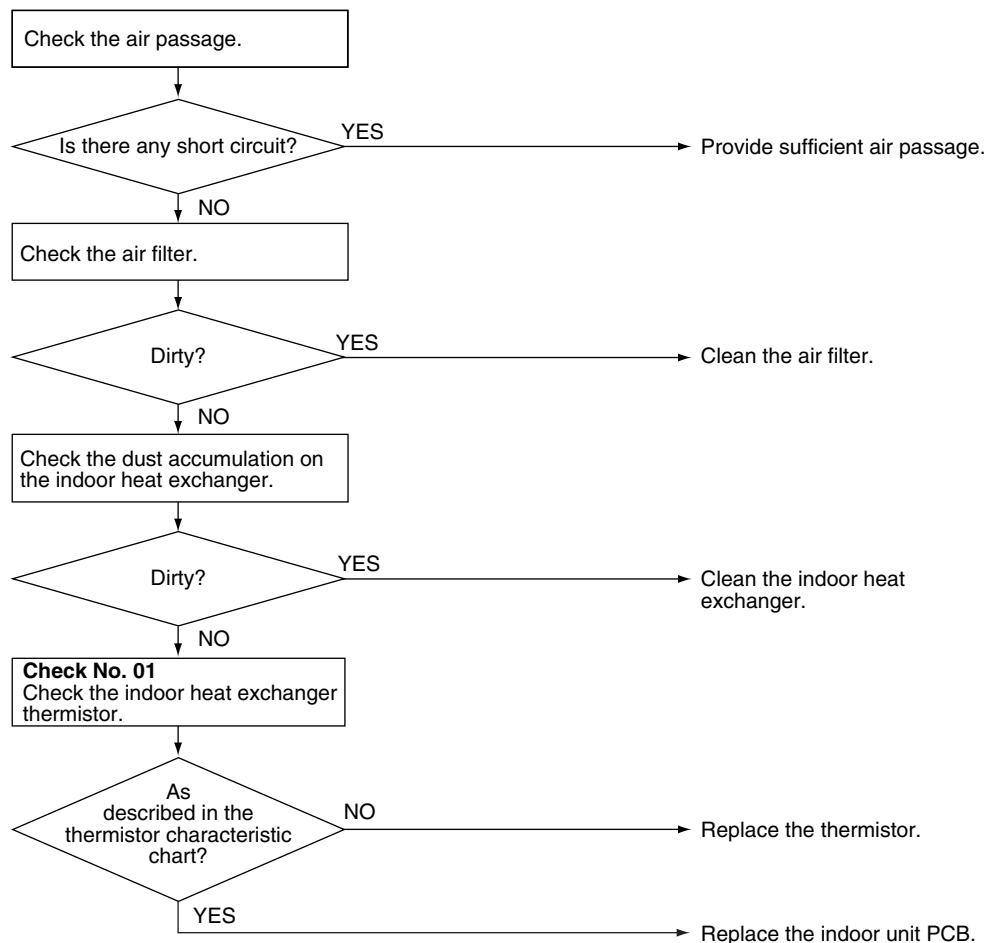 Check the air passage.
Is there any short circuit?
YES
Provide sufficient air passage.
NO
Check the air filter.
Dirty?
YES
Clean the air filter.
NO
Check the dust accumulation on
the indoor heat exchanger.
Dirty?
YES
Clean the indoor heat
exchanger.
NO
Check No. 01
Check the indoor heat exchanger
thermistor.
As
described in the
thermistor characteristic
chart?
NO
Replace the thermistor.
YES
Replace the indoor unit PCB.